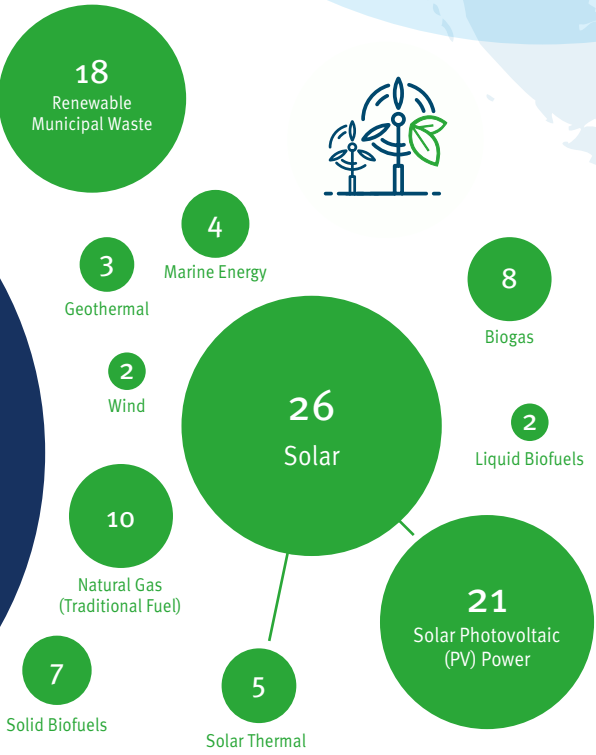 18
Renewable
Municipal Waste
4
Marine Energy
3
Geothermal
8
Biogas
2
Wind
26
Solar
2
Liquid Biofuels
10
Natural Gas
(Traditional Fuel)
21
Solar Photovoltaic
(PV) Power
7
Solid Biofuels
5
Solar Thermal